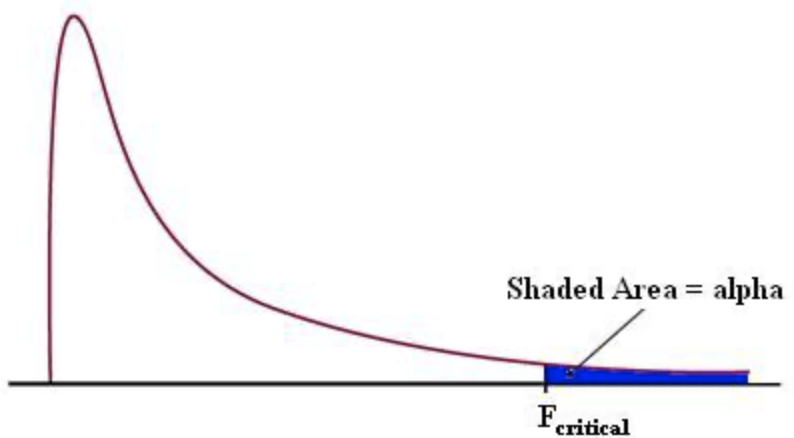 Shaded Area = alpha
Fcritical